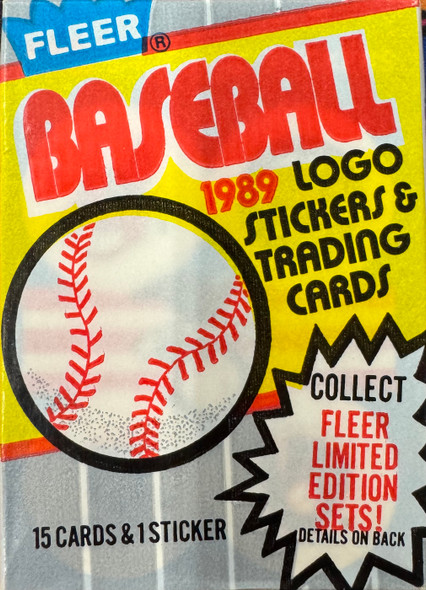 FLEER ®
BASEBALL
1989 LOGO
STICKERS &
TRADING
CARDS
COLLECT
FLEER
LIMITED
EDITION
SETS!
DETAILS ON BACK
15 CARDS & 1 STICKER